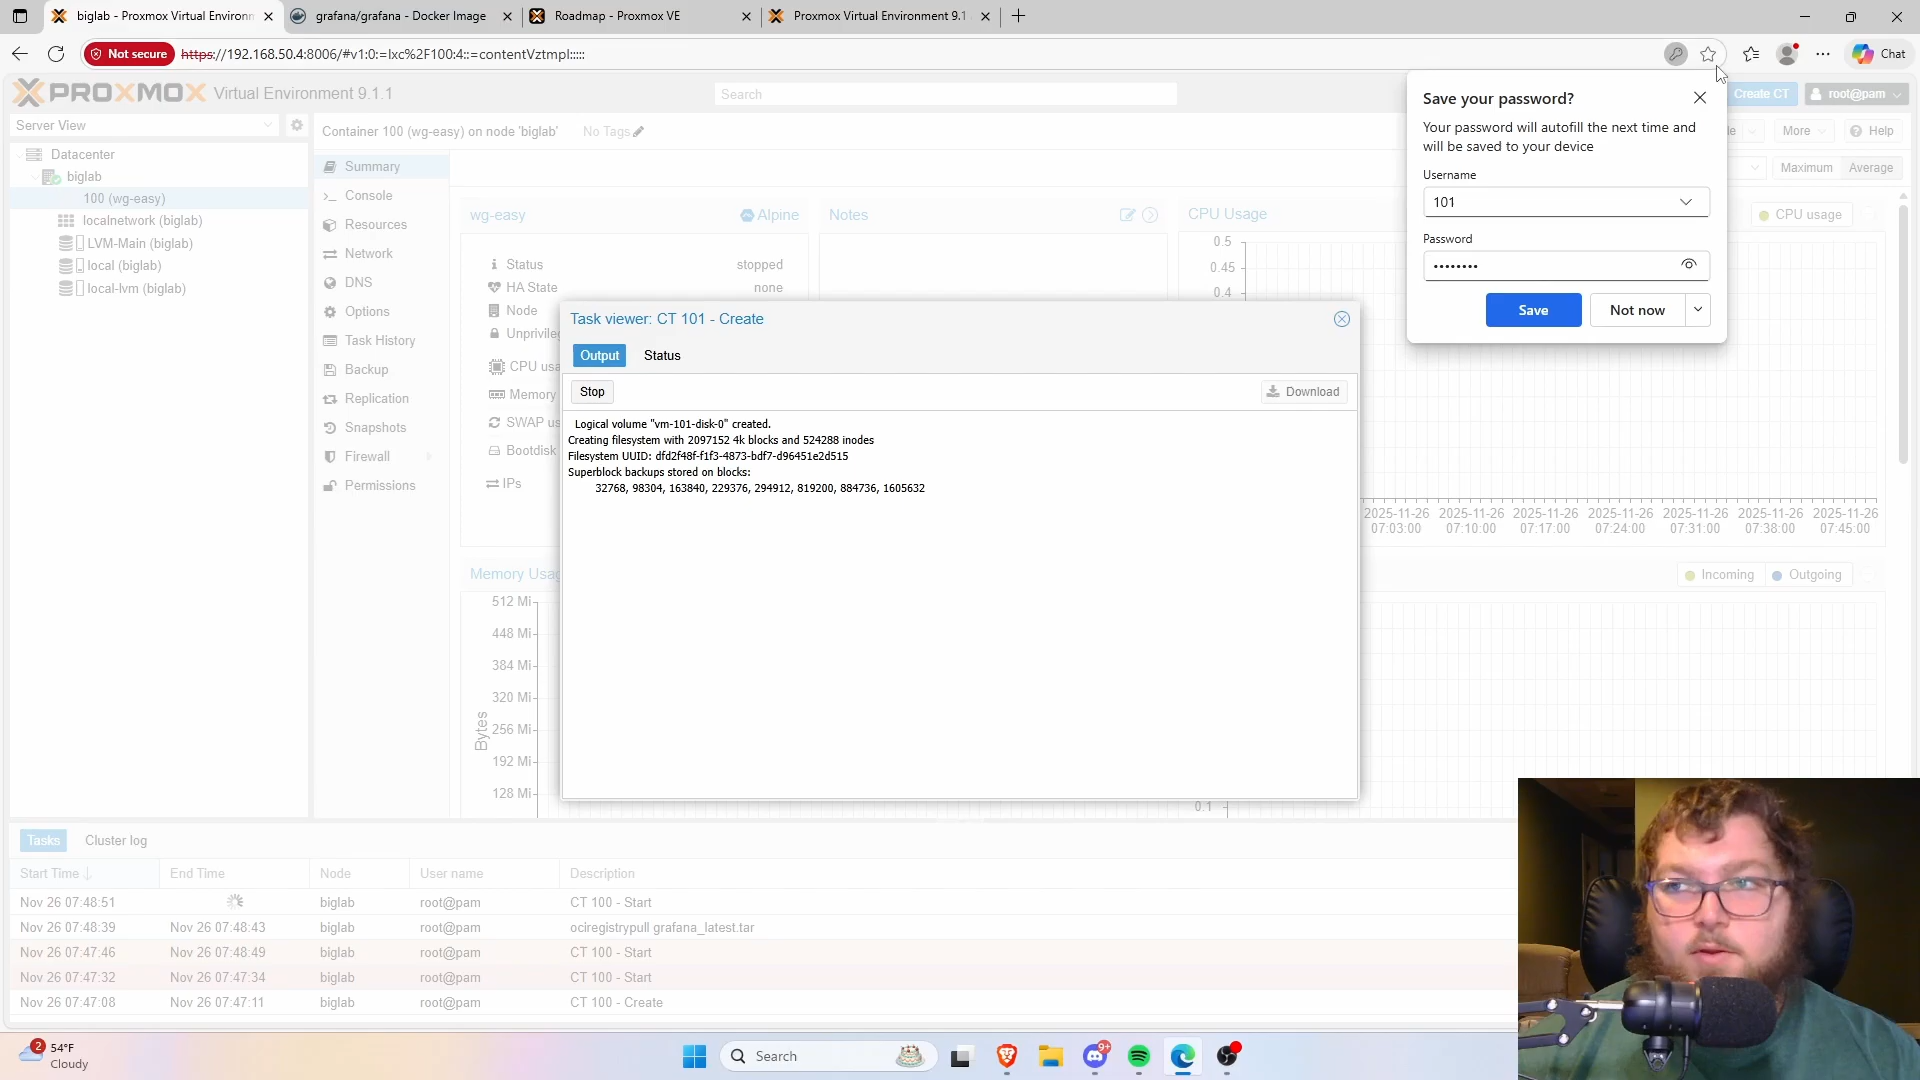 biglab - Proxmox Virtual Environm
grafana/grafana - Docker Image
Roadmap - Proxmox VE
Proxmox Virtual Environment 9.1
Not secure
https://192.168.50.4:8006/#v1:0:=lxc%2F100:4::=contentVztmpl:::::
Chat
PROXMOX Virtual Environment 9.1.1
Search
Create CT
root@pam
Server View
Container 100 (wg-easy) on node 'biglab'
No Tags
More
Help
Datacenter
biglab
100 (wg-easy)
localnetwork (biglab)
LVM-Main (biglab)
local (biglab)
local-lvm (biglab)
Summary
Console
Resources
Network
DNS
Options
Task History
Backup
Replication
Snapshots
Firewall
Permissions
Maximum
Average
wg-easy
Alpine
Notes
CPU Usage
CPU usage
Status
stopped
HA State
none
Node
Unprivileg
CPU usa
Memory
SWAP us
Bootdisk
IPs
0.5
0.45
0.4
Save your password?
Your password will autofill the next time and
will be saved to your device
Username
101
Password
••••••••
Save
Not now
Task viewer: CT 101 - Create
Output
Status
Stop
Download
Logical volume "vm-101-disk-0" created.
Creating filesystem with 2097152 4k blocks and 524288 inodes
Filesystem UUID: dfd2f48f-f1f3-4873-bdf7-d96451e2d515
Superblock backups stored on blocks:
32768, 98304, 163840, 229376, 294912, 819200, 884736, 1605632
2025-11-26 2025-11-26 2025-11-26 2025-11-26 2025-11-26 2025-11-26 2025-11-26
07:03:00 07:10:00 07:17:00 07:24:00 07:31:00 07:38:00 07:45:00
Memory Usag
Incoming
Outgoing
512 Mi
448 Mi
384 Mi
320 Mi
256 Mi
192 Mi
128 Mi
Bytes
0.1
Tasks
Cluster log
Start Time
End Time
Node
User name
Description
Nov 26 07:48:51
biglab
root@pam
CT 100 - Start
Nov 26 07:48:39
Nov 26 07:48:43
biglab
root@pam
ociregistrypull grafana_latest.tar
Nov 26 07:47:46
Nov 26 07:48:49
biglab
root@pam
CT 100 - Start
Nov 26 07:47:32
Nov 26 07:47:34
biglab
root@pam
CT 100 - Start
Nov 26 07:47:08
Nov 26 07:47:11
biglab
root@pam
CT 100 - Create
2
54°F
Cloudy
Search
9+